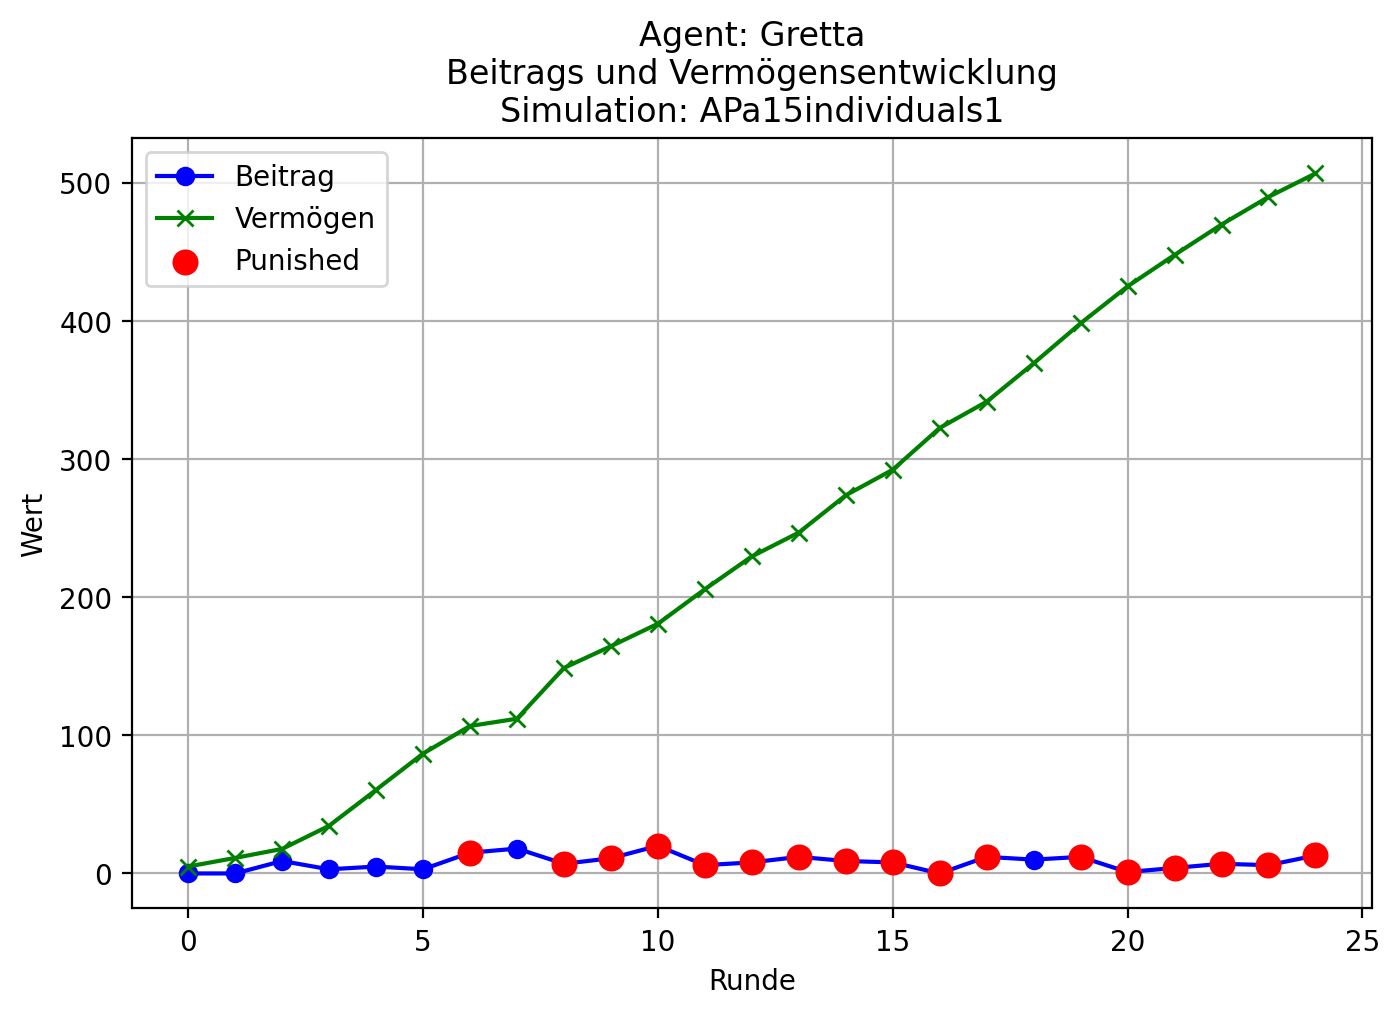 Agent: Gretta
Beitrags und Vermögensentwicklung
Simulation: APa15individuals1
Beitrag
Vermögen
Punished
500
400
300
200
100
0
Wert
0 5 10 15 20 25
Runde